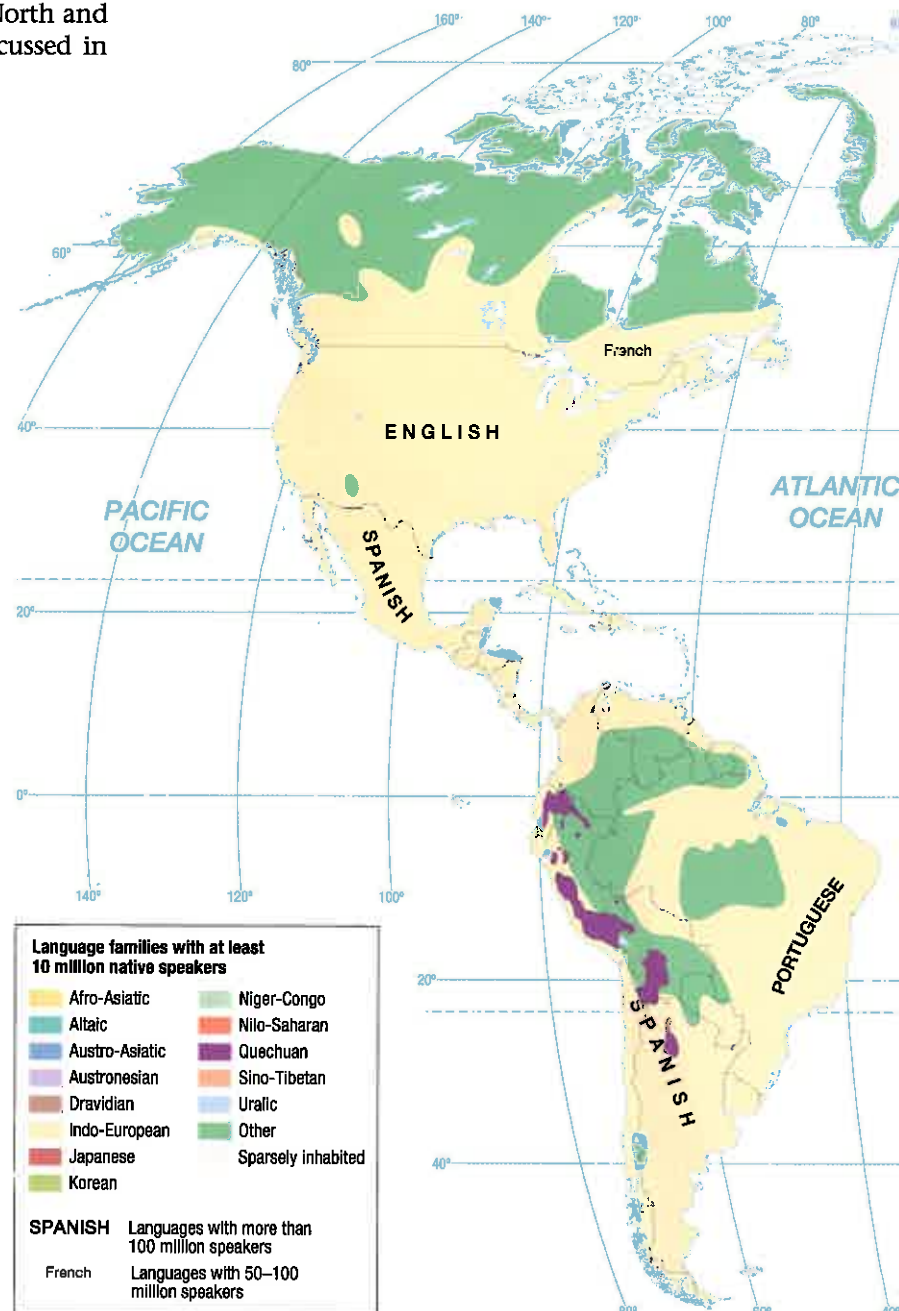 North and
cussed in
160°
140°
120°
100°
80°
80°
60°
40°
20°
0°
ENGLISH
French
SPANISH
PACIFIC
OCEAN
ATLANTIC
OCEAN
140°
120°
100°
PORTUGUESE
SPANISH
20°
40°
Language families with at least
10 million native speakers
Afro-Asiatic
Altaic
Austro-Asiatic
Austronesian
Dravidian
Indo-European
Japanese
Korean
Niger-Congo
Nilo-Saharan
Quechuan
Sino-Tibetan
Uralic
Other
Sparsely inhabited
SPANISH Languages with more than
100 million speakers
French Languages with 50–100
million speakers